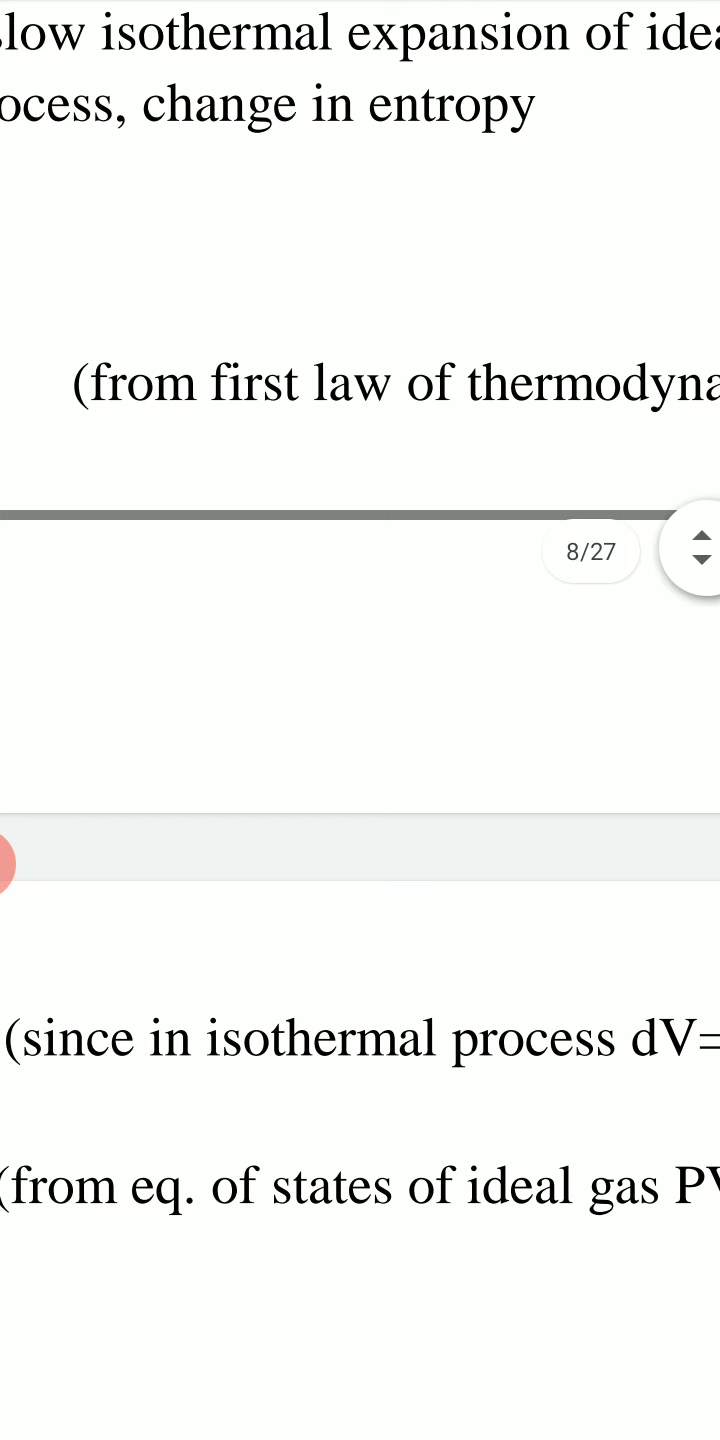 slow isothermal expansion of idea
ocess, change in entropy
(from first law of thermodyna
8/27
(since in isothermal process dV=
(from eq. of states of ideal gas PV